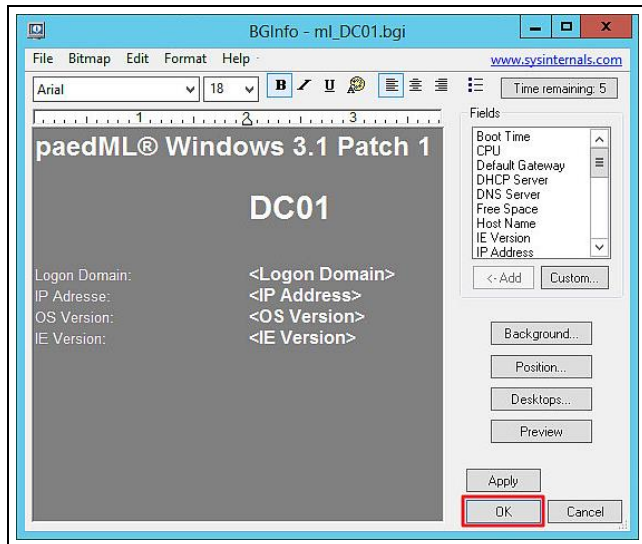 BGInfo - ml_DC01.bgi
File Bitmap Edit Format Help
www.sysinternals.com
Arial 18 B I U
Time remaining: 5
1 2 3
Fields
paedML® Windows 3.1 Patch 1
DC01
Boot Time
CPU
Default Gateway
DHCP Server
DNS Server
Free Space
Host Name
IE Version
IP Address
<- Add Custom...
Logon Domain: <Logon Domain>
IP Adresse: <IP Address>
OS Version: <OS Version>
IE Version: <IE Version>
Background...
Position...
Desktops...
Preview
Apply
OK Cancel